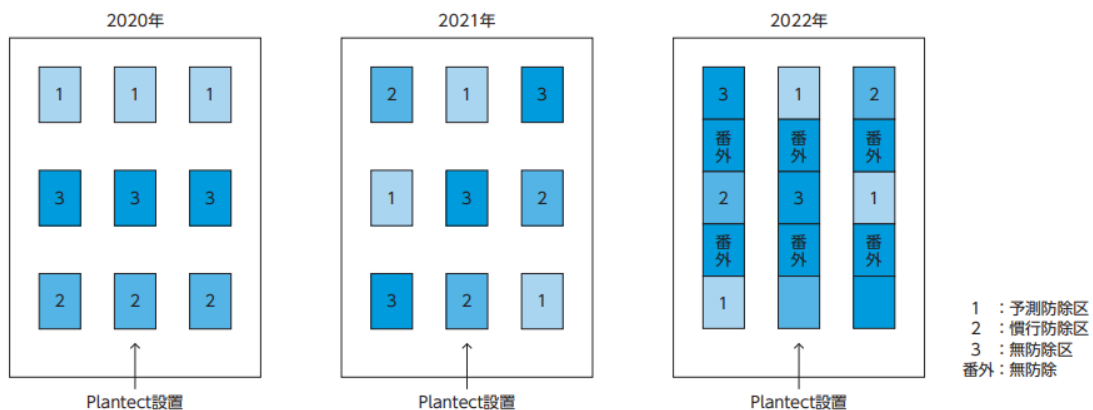 2020年
2021年
2022年
1 1 1
3 3 3
2 2 2
2 1 3
1 3 2
3 2 1
3 1 2
番外 番外 番外
2 3 1
番外 番外 番外
1
Plantect設置
Plantect設置
Plantect設置
1 ：予測防除区
2 ：慣行防除区
3 ：無防除区
番外：無防除